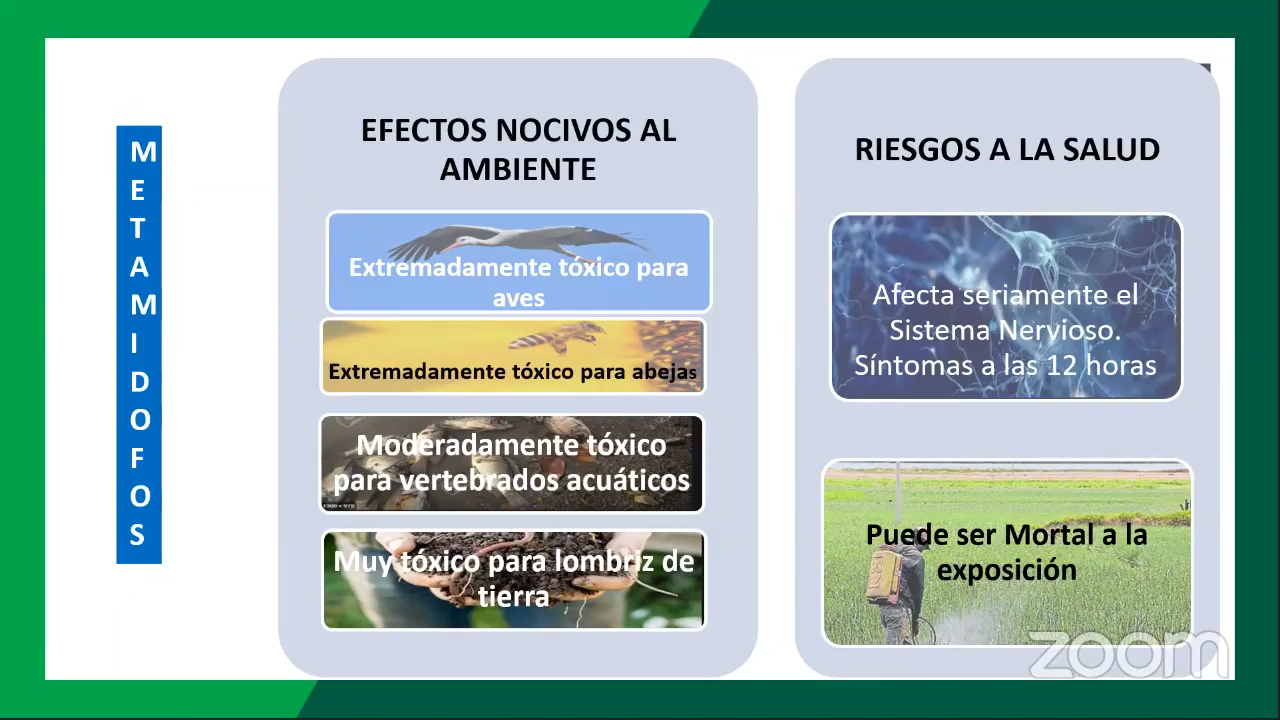 METAMIDOFOS
EFECTOS NOCIVOS AL
AMBIENTE
Extremadamente tóxico para
aves
Extremadamente tóxico para abejas
Moderadamente tóxico
para vertebrados acuáticos
Muy tóxico para lombriz de
tierra
RIESGOS A LA SALUD
Afecta seriamente el
Sistema Nervioso.
Síntomas a las 12 horas
Puede ser Mortal a la
exposición
zoom